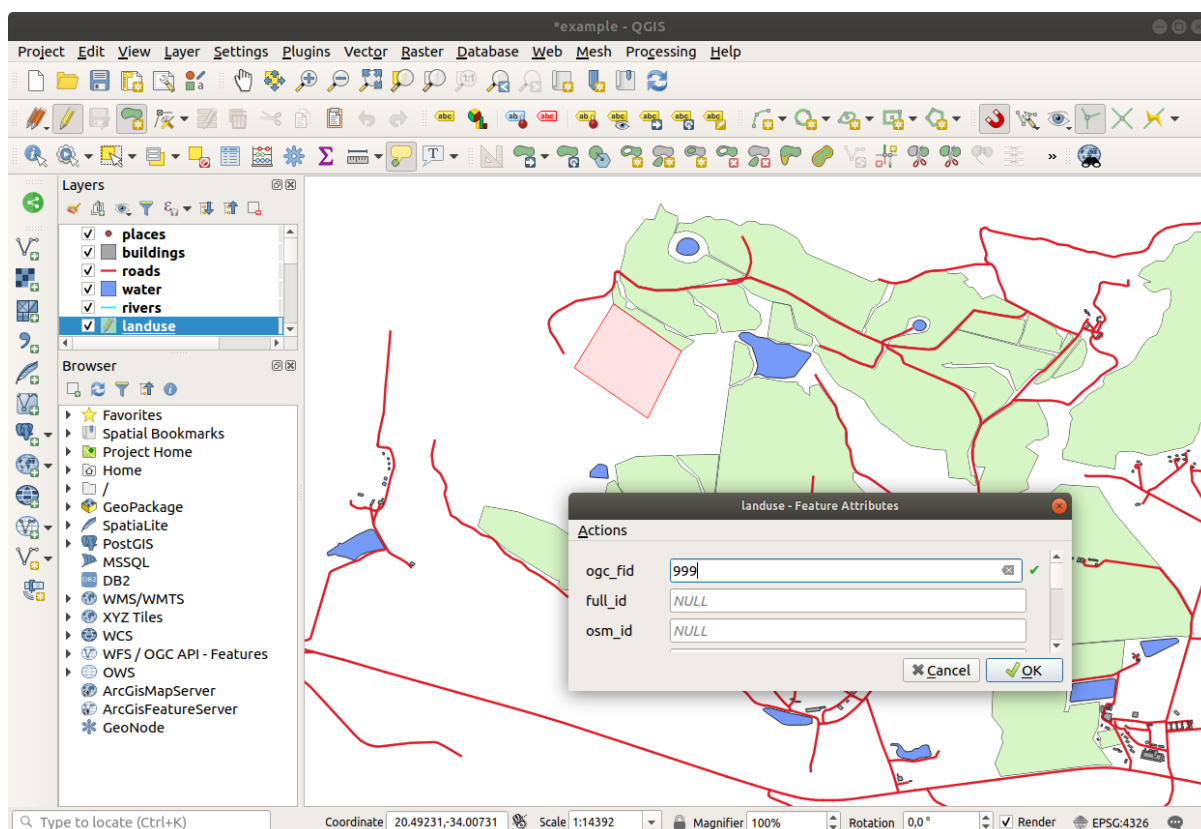 *example - QGIS
Project Edit View Layer Settings Plugins Vector Raster Database Web Mesh Processing Help
Layers
places
buildings
roads
water
rivers
landuse
Browser
Favorites
Spatial Bookmarks
Project Home
Home
/
GeoPackage
SpatiaLite
PostGIS
MSSQL
DB2
WMS/WMTS
XYZ Tiles
WCS
WFS / OGC API - Features
OWS
ArcGisMapServer
ArcGisFeatureServer
GeoNode
landuse - Feature Attributes
Actions
ogc_fid 999
full_id NULL
osm_id NULL
Cancel OK
Type to locate (Ctrl+K) Coordinate 20.49231,-34.00731 Scale 1:14392 Magnifier 100% Rotation 0,0 ° Render EPSG:4326